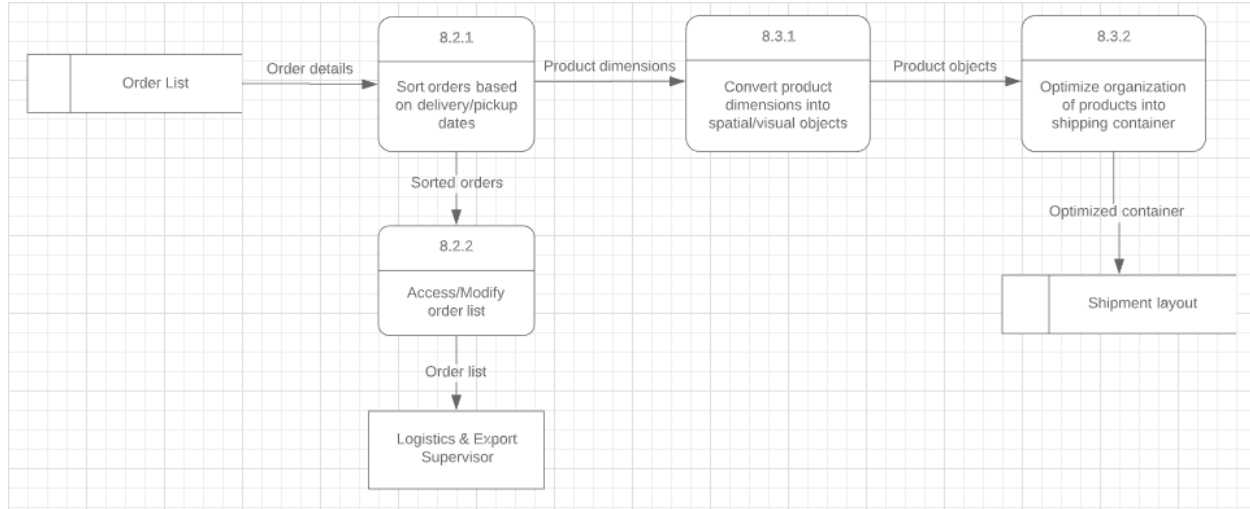 8.2.1
8.3.1
8.3.2
Order List
Order details
Sort orders based
on delivery/pickup
dates
Product dimensions
Convert product
dimensions into
spatial/visual objects
Product objects
Optimize organization
of products into
shipping container
Sorted orders
Optimized container
8.2.2
Access/Modify
order list
Shipment layout
Order list
Logistics & Export
Supervisor